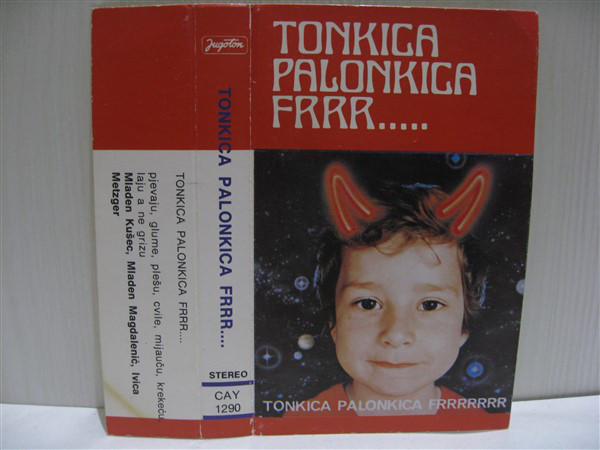 TONKICA
PALONKICA
FRRR.....
TONKICA PALONKICA FRRRRRRR
Jugoton
TONKICA PALONKICA FRRR....
STEREO
CAY
1290
TONKICA PALONKICA FRRR....
pjevaju, glume, plešu, cvile, mijauču, krekeću
laju a ne grizu
Mladen Kušec, Mladen Magdalenić, Ivica
Metzger